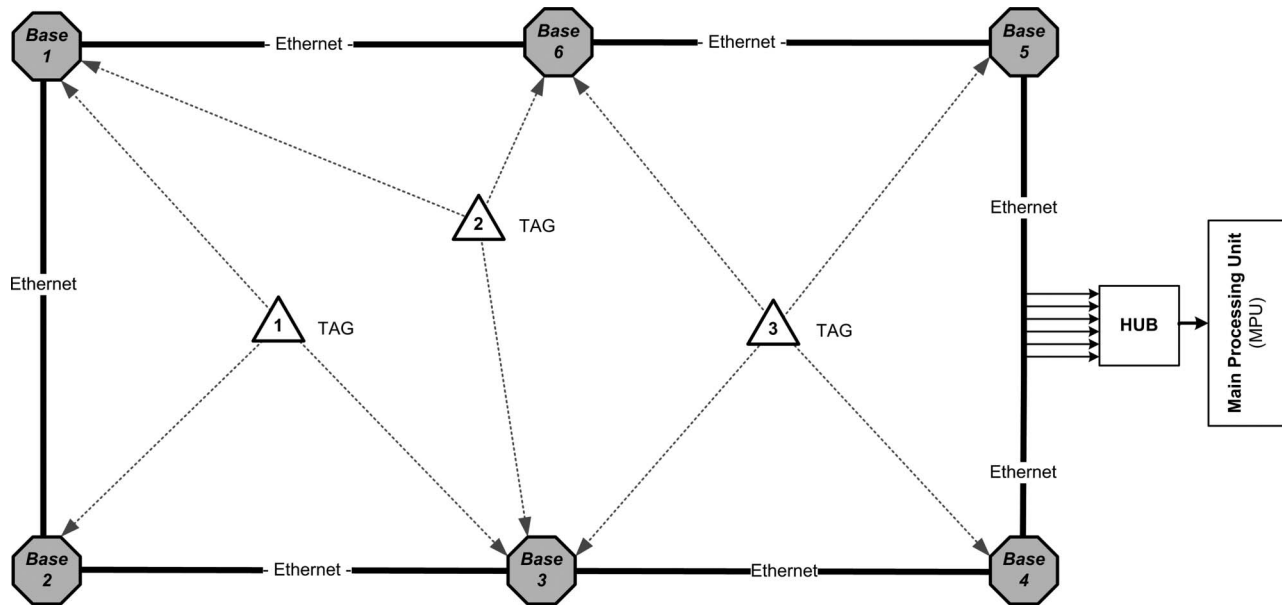 Base
1
- Ethernet -
Base
6
- Ethernet -
Base
5
2
TAG
Ethernet
Ethernet
1
TAG
3
TAG
HUB
Main Processing Unit
(MPU)
Ethernet
Base
2
- Ethernet -
Base
3
Ethernet
Base
4